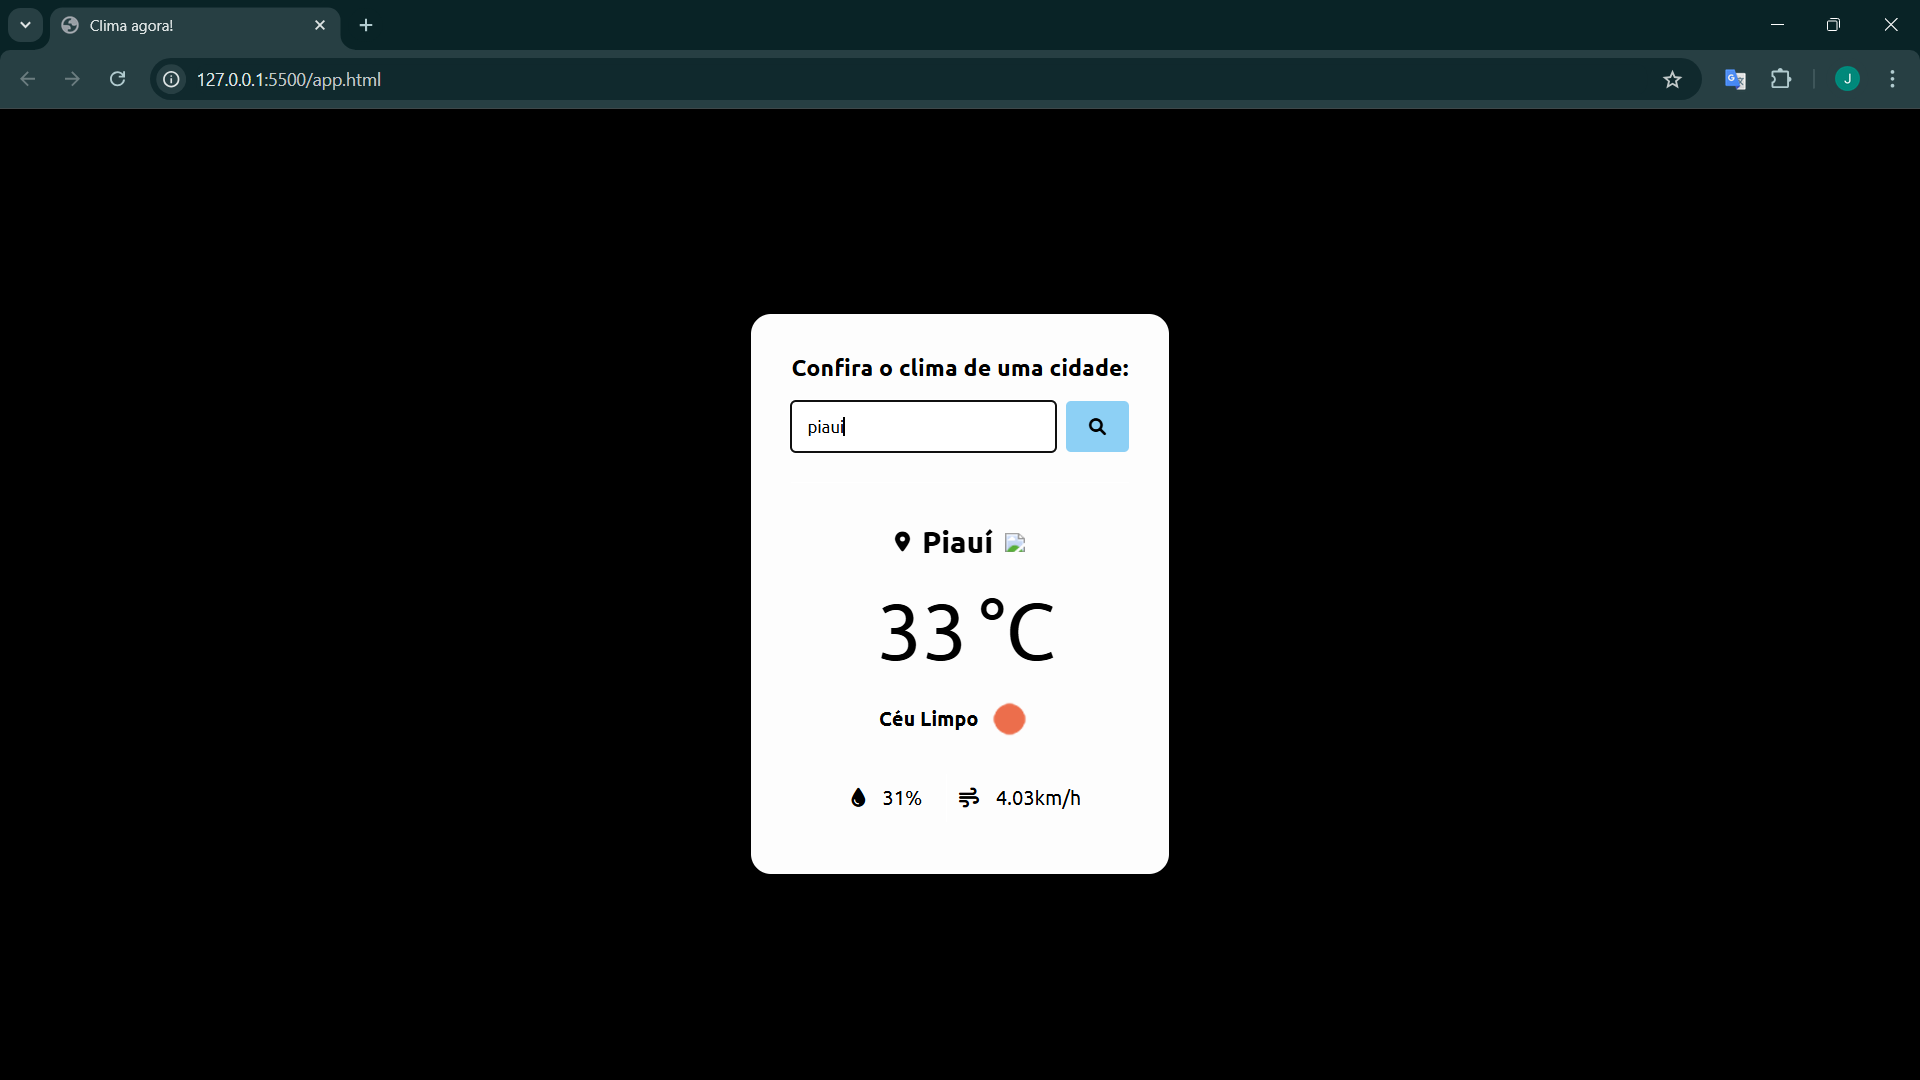 Clima agora!
127.0.0.1:5500/app.html
J
Confira o clima de uma cidade:
piaui
Piauí
33°C
Céu Limpo
31% 4.03km/h